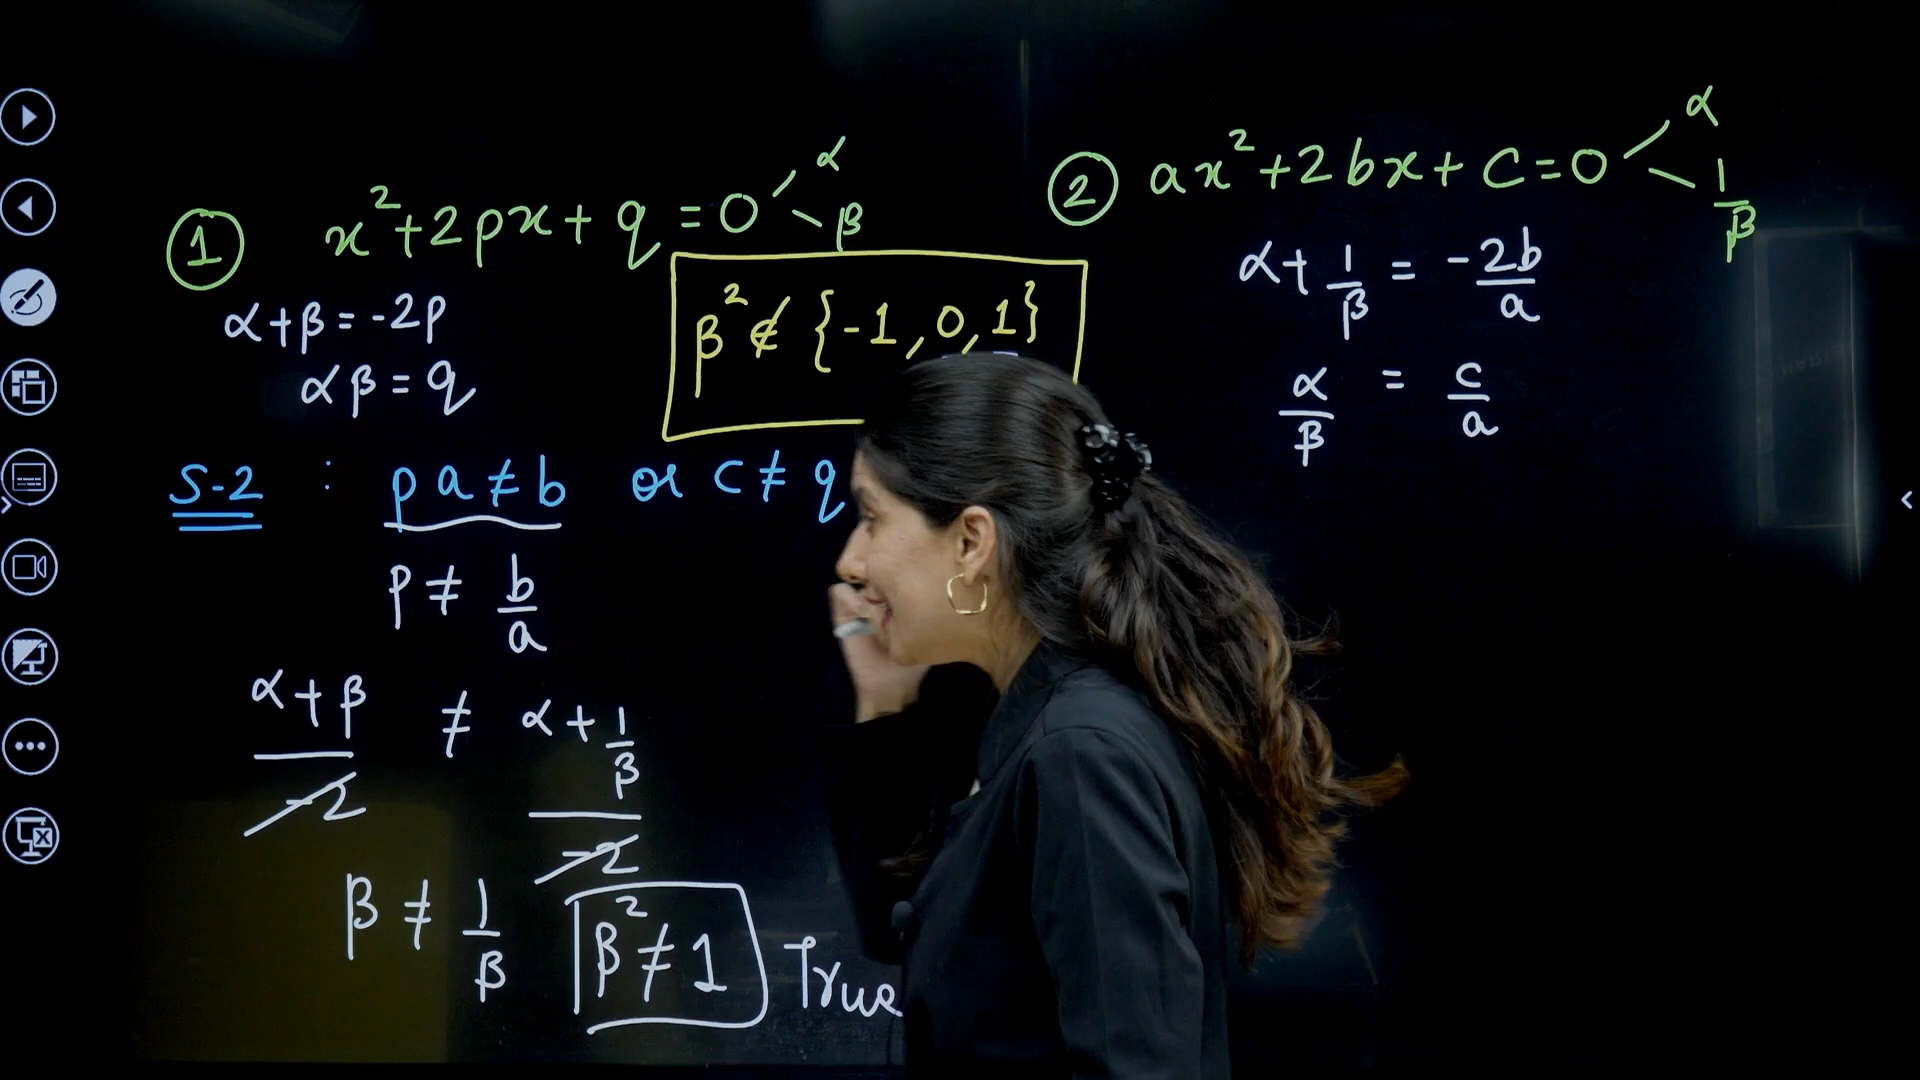 ① x²+2px+q=0 α
β
α+β=-2p
αβ=q
β²∉{-1,0,1}
② ax²+2bx+c=0 α
1/β
α+1/β=-2b/a
α/β = c/a
S-2 : pa≠b or c≠q
p≠ b/a
α+β/-2 ≠ α+1/β/-2
β≠1/β β²≠1 True